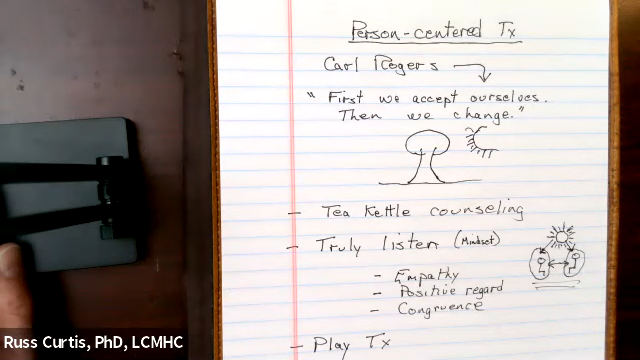 Person-centered Tx
Carl Rogers
" First we accept ourselves.
Then we change."
- Tea Kettle counseling
- Truly listen (Mindset)
- Empathy
- Positive regard
- Congruence
- Play Tx
Russ Curtis, PhD, LCMHC